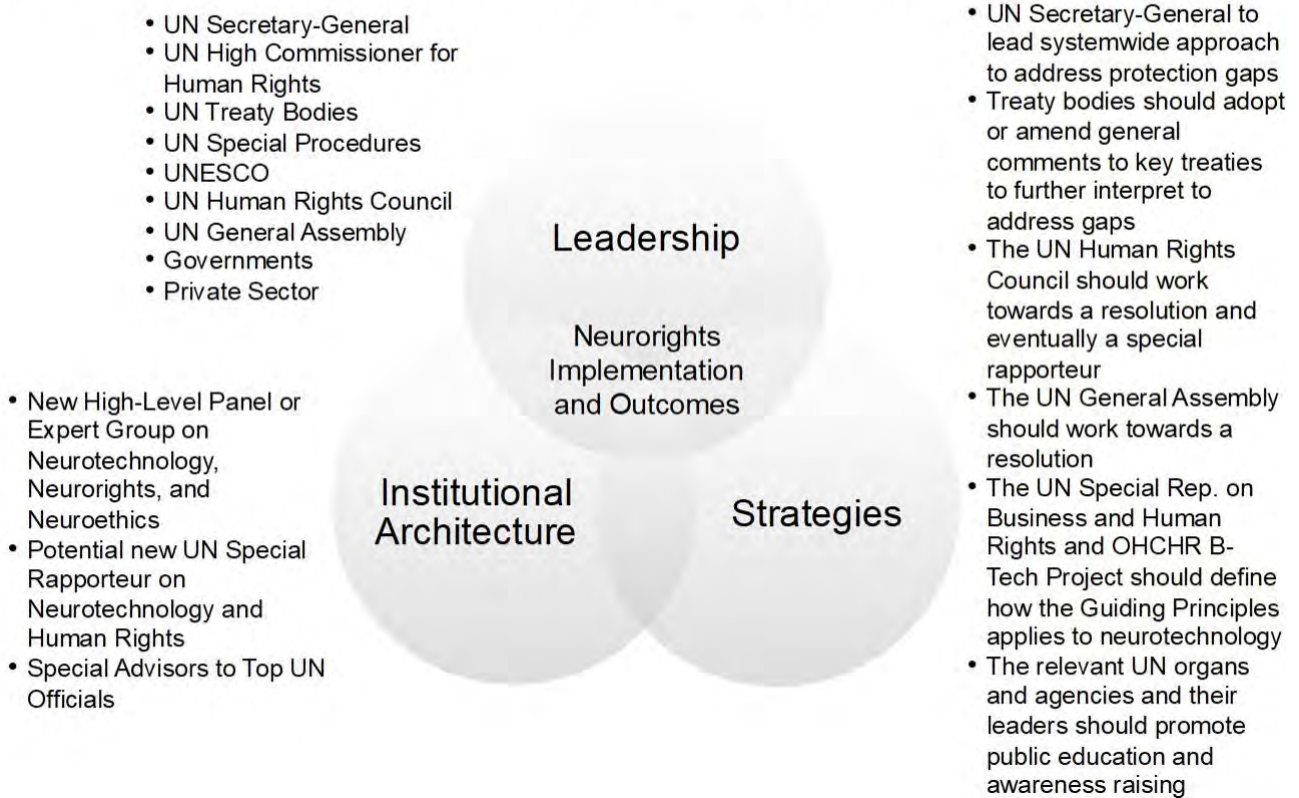 • UN Secretary-General
• UN High Commissioner for
Human Rights
• UN Treaty Bodies
• UN Special Procedures
• UNESCO
• UN Human Rights Council
• UN General Assembly
• Governments
• Private Sector
Leadership
Neurorights
Implementation
and Outcomes
• New High-Level Panel or
Expert Group on
Neurotechnology,
Neurorights, and
Neuroethics
• Potential new UN Special
Rapporteur on
Neurotechnology and
Human Rights
• Special Advisors to Top UN
Officials
Institutional
Architecture
Strategies
• UN Secretary-General to
lead systemwide approach
to address protection gaps
• Treaty bodies should adopt
or amend general
comments to key treaties
to further interpret to
address gaps
• The UN Human Rights
Council should work
towards a resolution and
eventually a special
rapporteur
• The UN General Assembly
should work towards a
resolution
• The UN Special Rep. on
Business and Human
Rights and OHCHR B-
Tech Project should define
how the Guiding Principles
applies to neurotechnology
• The relevant UN organs
and agencies and their
leaders should promote
public education and
awareness raising